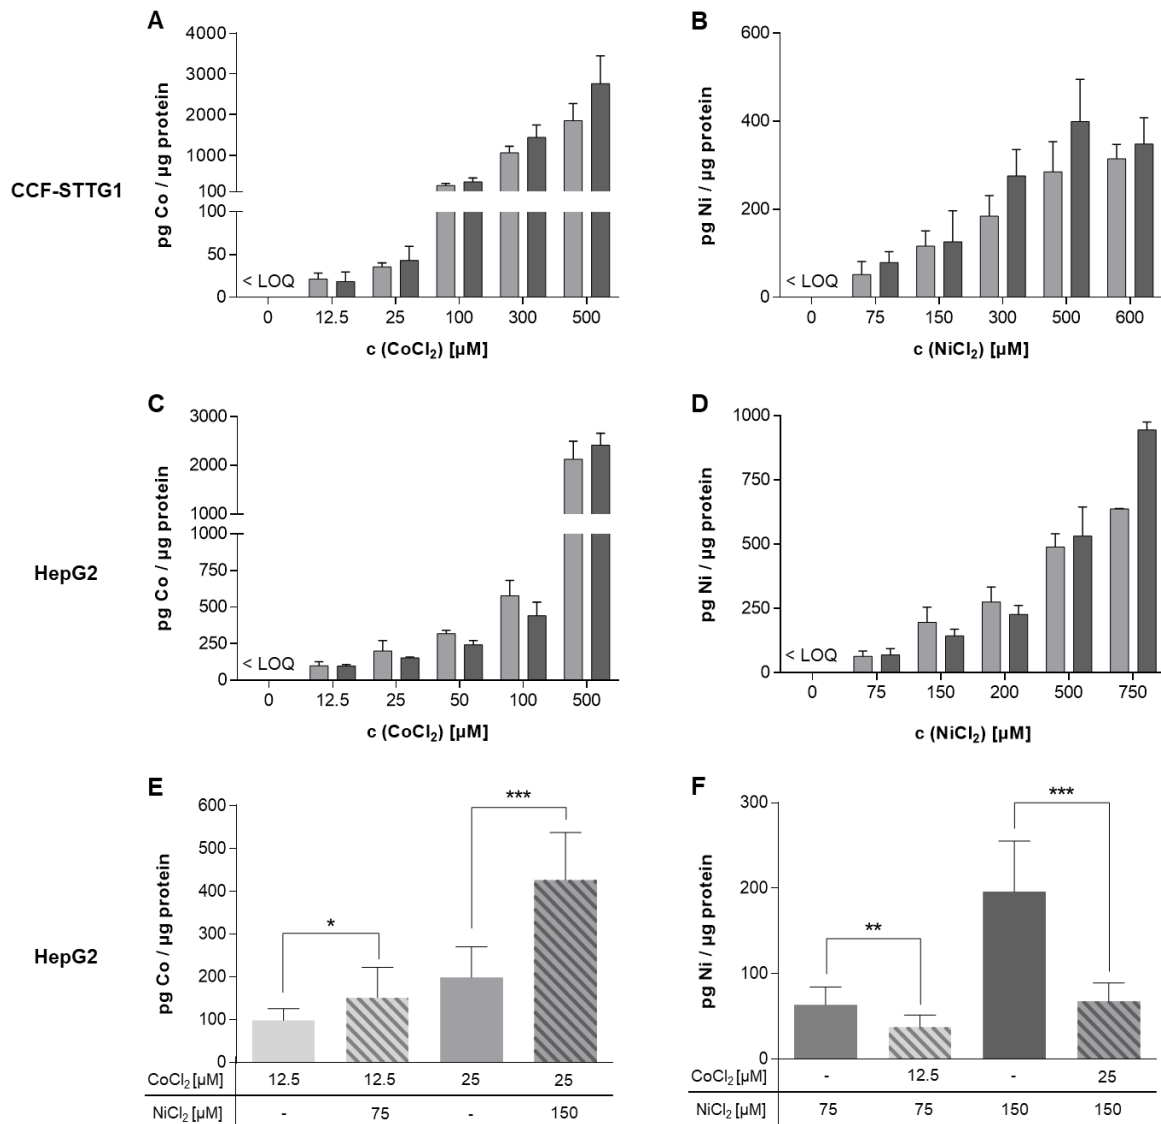 A
pg Co / µg protein
4000
3000
2000
1000
100
100
50
0
< LOQ
0 12.5 25 100 300 500
c (CoCl₂) [µM]
B
pg Ni / µg protein
600
400
200
0
< LOQ
0 75 150 300 500 600
c (NiCl₂) [µM]
CCF-STTG1
C
pg Co / µg protein
3000
2000
1000
1000
750
500
250
0
< LOQ
0 12.5 25 50 100 500
c (CoCl₂) [µM]
D
pg Ni / µg protein
1000
750
500
250
0
< LOQ
0 75 150 200 500 750
c (NiCl₂) [µM]
HepG2
E
pg Co / µg protein
600
500
400
300
200
100
0
*
***
CoCl₂ [µM] 12.5 12.5 25 25
NiCl₂ [µM] - 75 - 150
F
pg Ni / µg protein
300
200
100
0
**
***
CoCl₂ [µM] - 12.5 - 25
NiCl₂ [µM] 75 75 150 150
HepG2